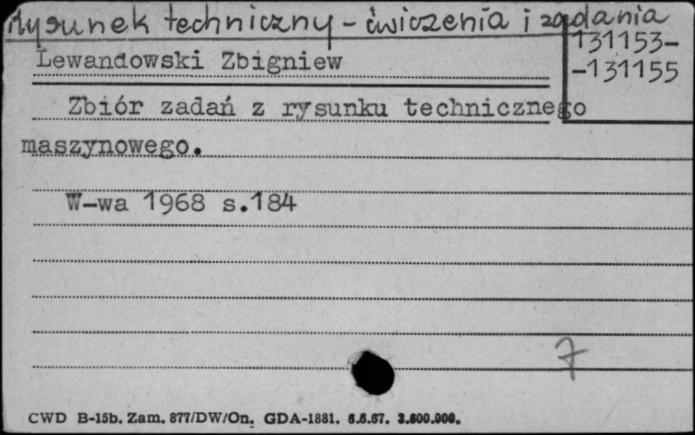 Rysunek techniczny - ćwiczenia i zadania
131153-
-131155
Lewandowski Zbigniew
Zbiór zadań z rysunku technicznego
maszynowego.
W-wa 1968 s.184
7
CWD B-15b. Zam. 877/DW/On. GDA-1881. 6.6.67. 3.600.000.